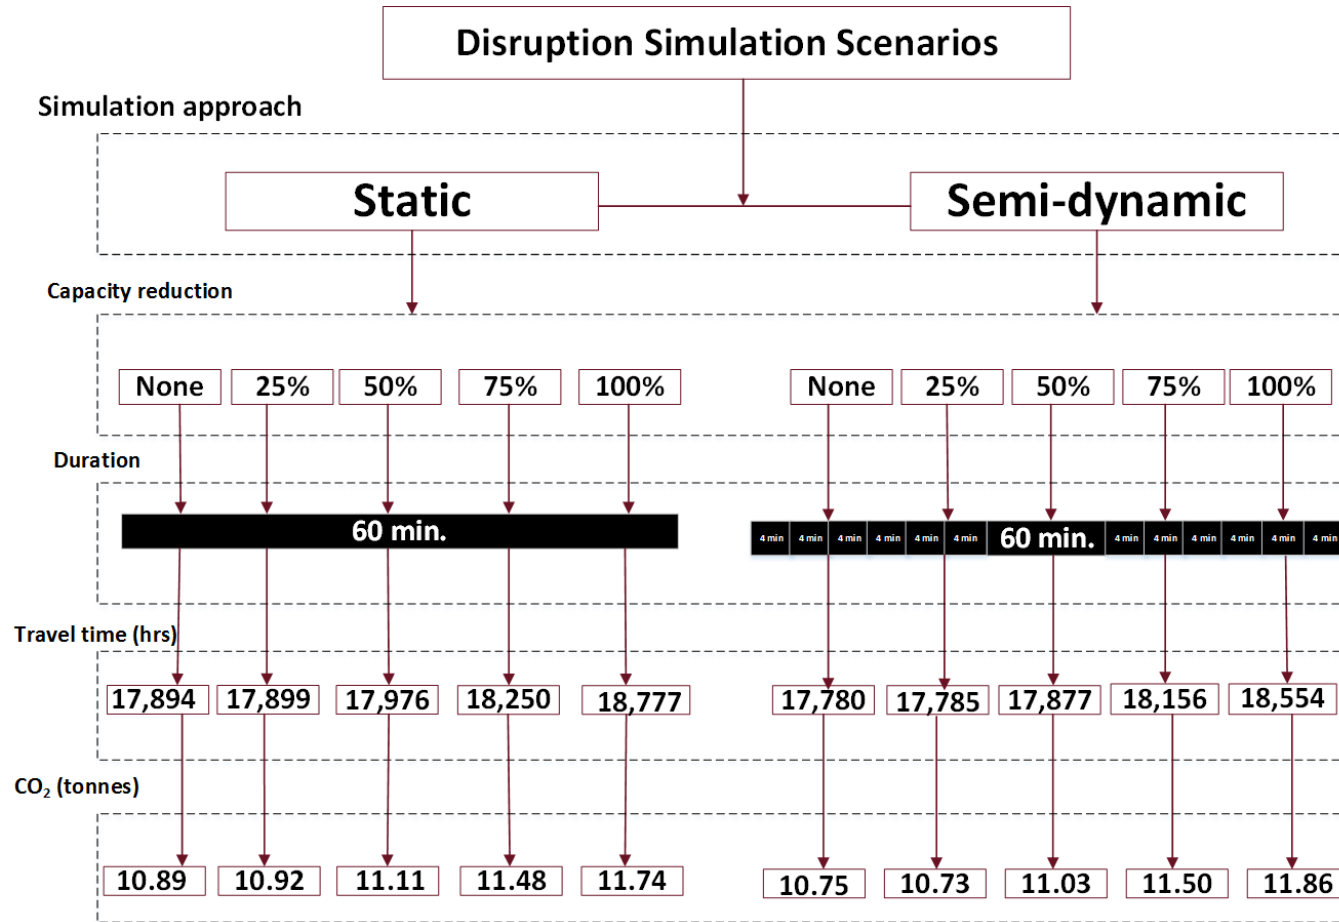 Disruption Simulation Scenarios
Simulation approach
Static
Semi-dynamic
Capacity reduction
None 25% 50% 75% 100%
None 25% 50% 75% 100%
Duration
60 min.
4 min 4 min 4 min 4 min 4 min 4 min 60 min. 4 min 4 min 4 min 4 min 4 min 4 min
Travel time (hrs)
17,894 17,899 17,976 18,250 18,777
17,780 17,785 17,877 18,156 18,554
CO₂ (tonnes)
10.89 10.92 11.11 11.48 11.74
10.75 10.73 11.03 11.50 11.86